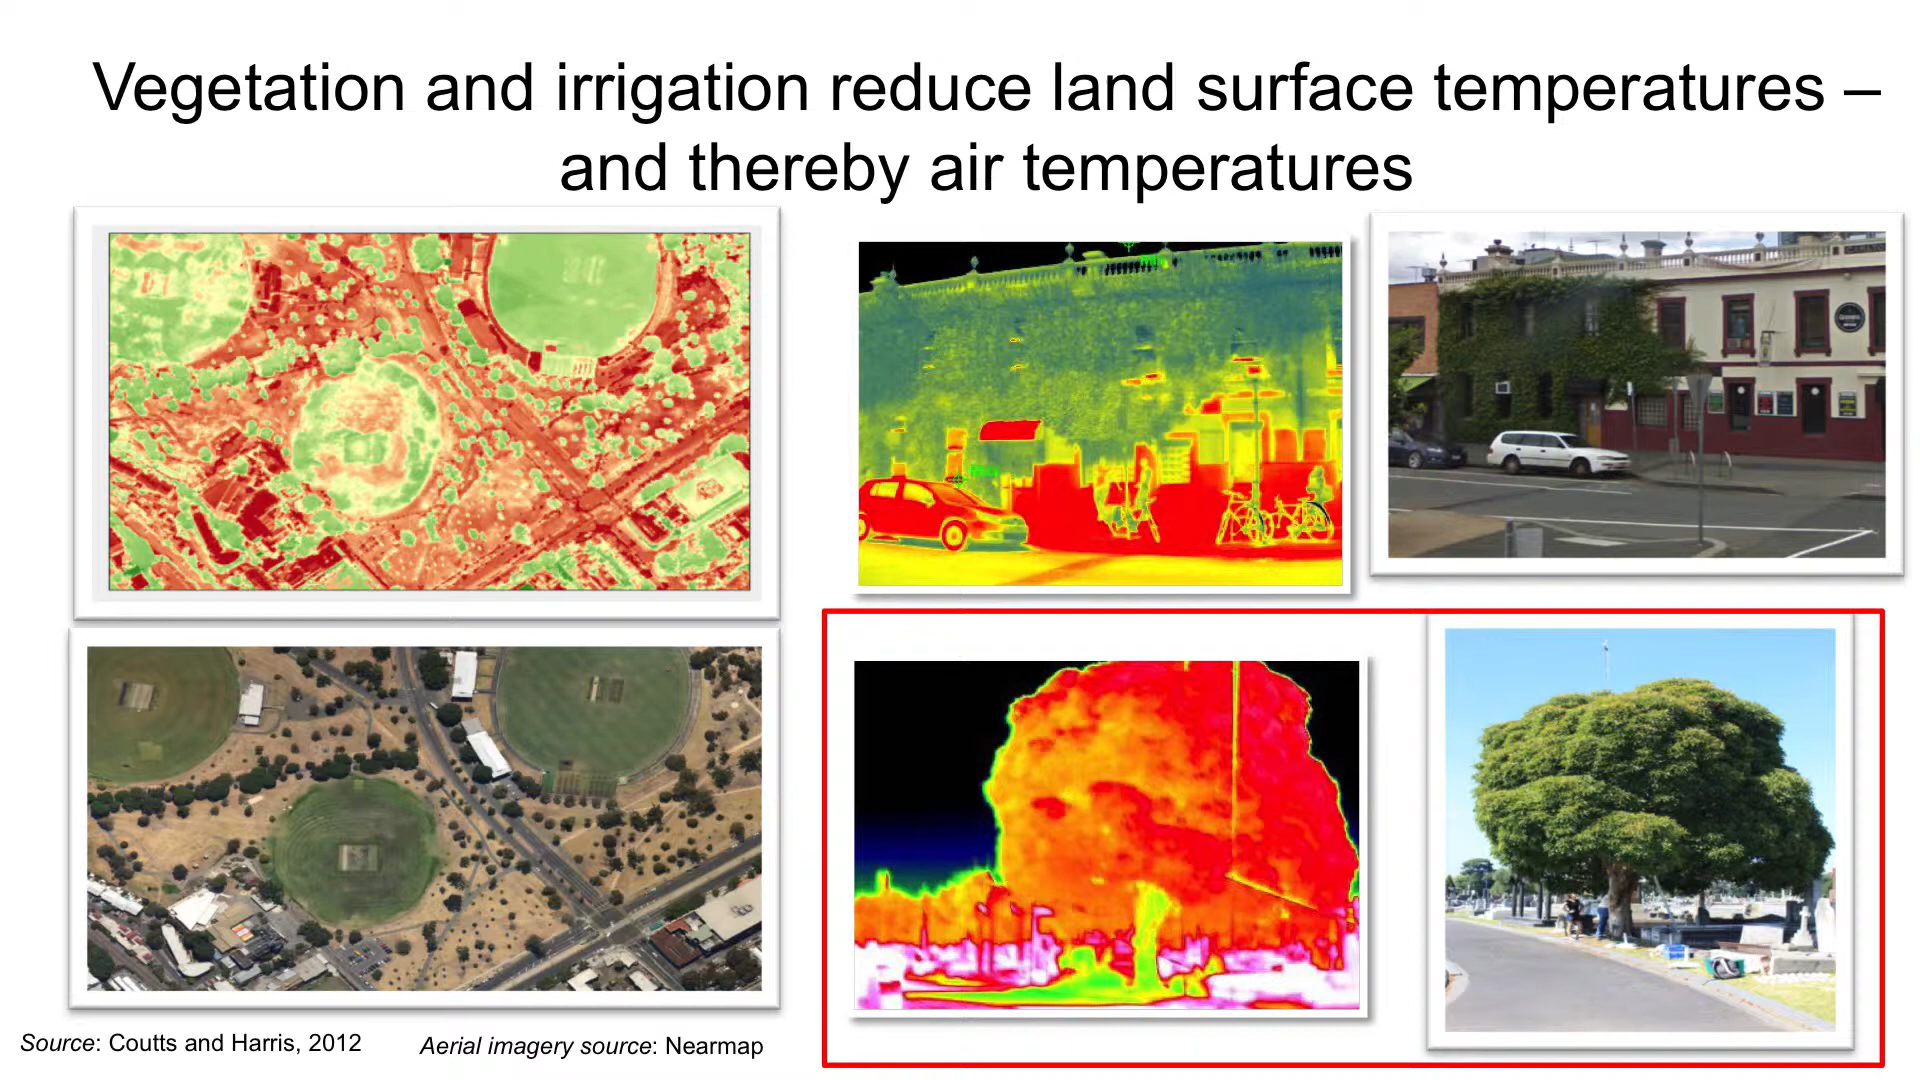 Vegetation and irrigation reduce land surface temperatures –
and thereby air temperatures
Source: Coutts and Harris, 2012
Aerial imagery source: Nearmap